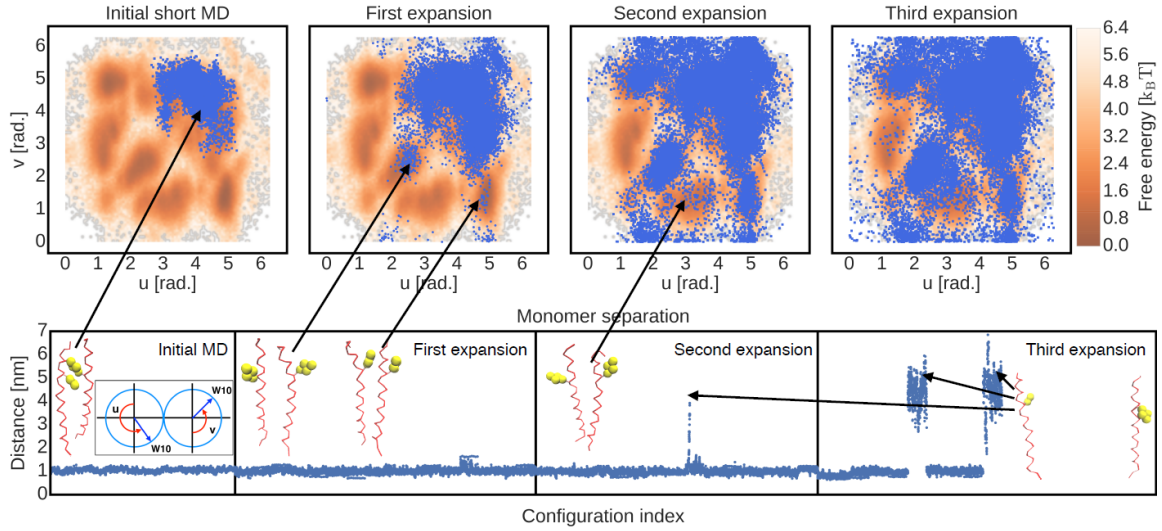 Initial short MD
First expansion
Second expansion
Third expansion
v [rad.]
6
5
4
3
2
1
0
0 1 2 3 4 5 6
0 1 2 3 4 5 6
0 1 2 3 4 5 6
0 1 2 3 4 5 6
u [rad.]
u [rad.]
u [rad.]
u [rad.]
6.4
5.6
4.8
4.0
3.2
2.4
1.6
0.8
0.0
Free energy [kBT]
Monomer separation
Distance [nm]
7
6
5
4
3
2
1
0
Initial MD
First expansion
Second expansion
Third expansion
W10
u
v
W10
Configuration index